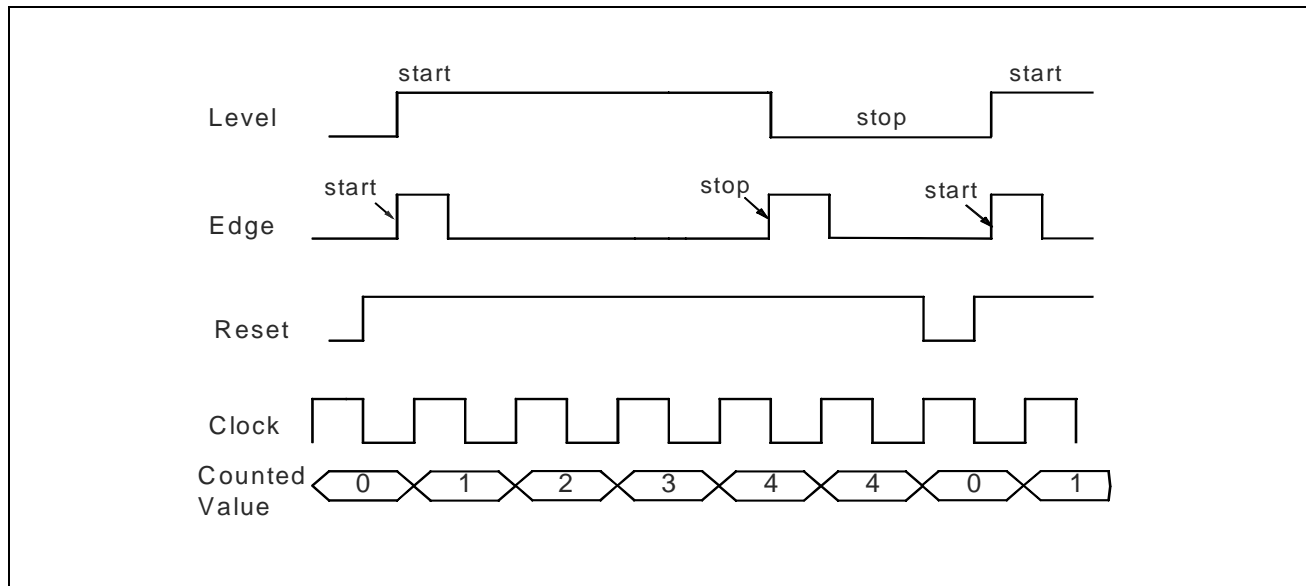 start start
Level
stop
start stop start
Edge
Reset
Clock
Counted
Value
0 1 2 3 4 4 0 1